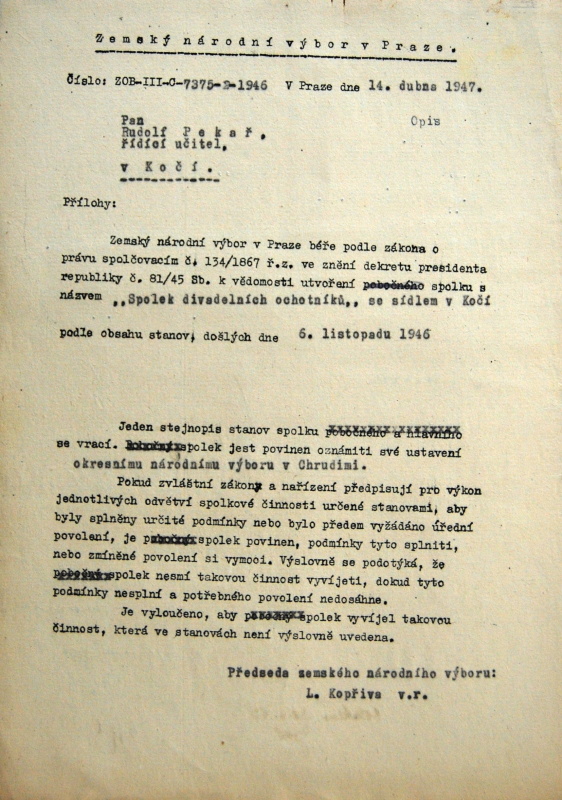 Zemský národní výbor v Praze.
Číslo: ZOB-III-C-7375-2-1946 V Praze dne 14. dubna 1947.
Pan Opis
Rudolf Pekař,
řídící učitel,
v Kočí.
Přílohy:
Zemský národní výbor v Praze béře podle zákona o
právu spolčovacím č. 134/1867 ř.z. ve znění dekretu presidenta
republiky č. 81/45 Sb. k vědomosti utvoření pobočného spolku s
názvem ,,Spolek divadelních ochotníků,, se sídlem v Kočí
podle obsahu stanov, došlých dne 6. listopadu 1946
Jeden stejnopis stanov spolku pobočného a hlavního
se vrací. Pobočný spolek jest povinen oznámiti své ustavení
okresnímu národnímu výboru v Chrudimi.
Pokud zvláštní zákony a nařízení předpisují pro výkon
jednotlivých odvětví spolkové činnosti určené stanovami, aby
byly splněny určité podmínky nebo bylo předem vyžádáno úřední
povolení, je pobočný spolek povinen, podmínky tyto splniti,
nebo zmíněné povolení si vymoci. Výslovně se podotýká, že
pobočný spolek nesmí takovou činnost vyvíjeti, dokud tyto
podmínky nesplní a potřebného povolení nedosáhne.
Je vyloučeno, aby pobočný spolek vyvíjel takovou
činnost, která ve stanovách není výslovně uvedena.
Předseda zemského národního výboru:
L. Kopřiva v.r.